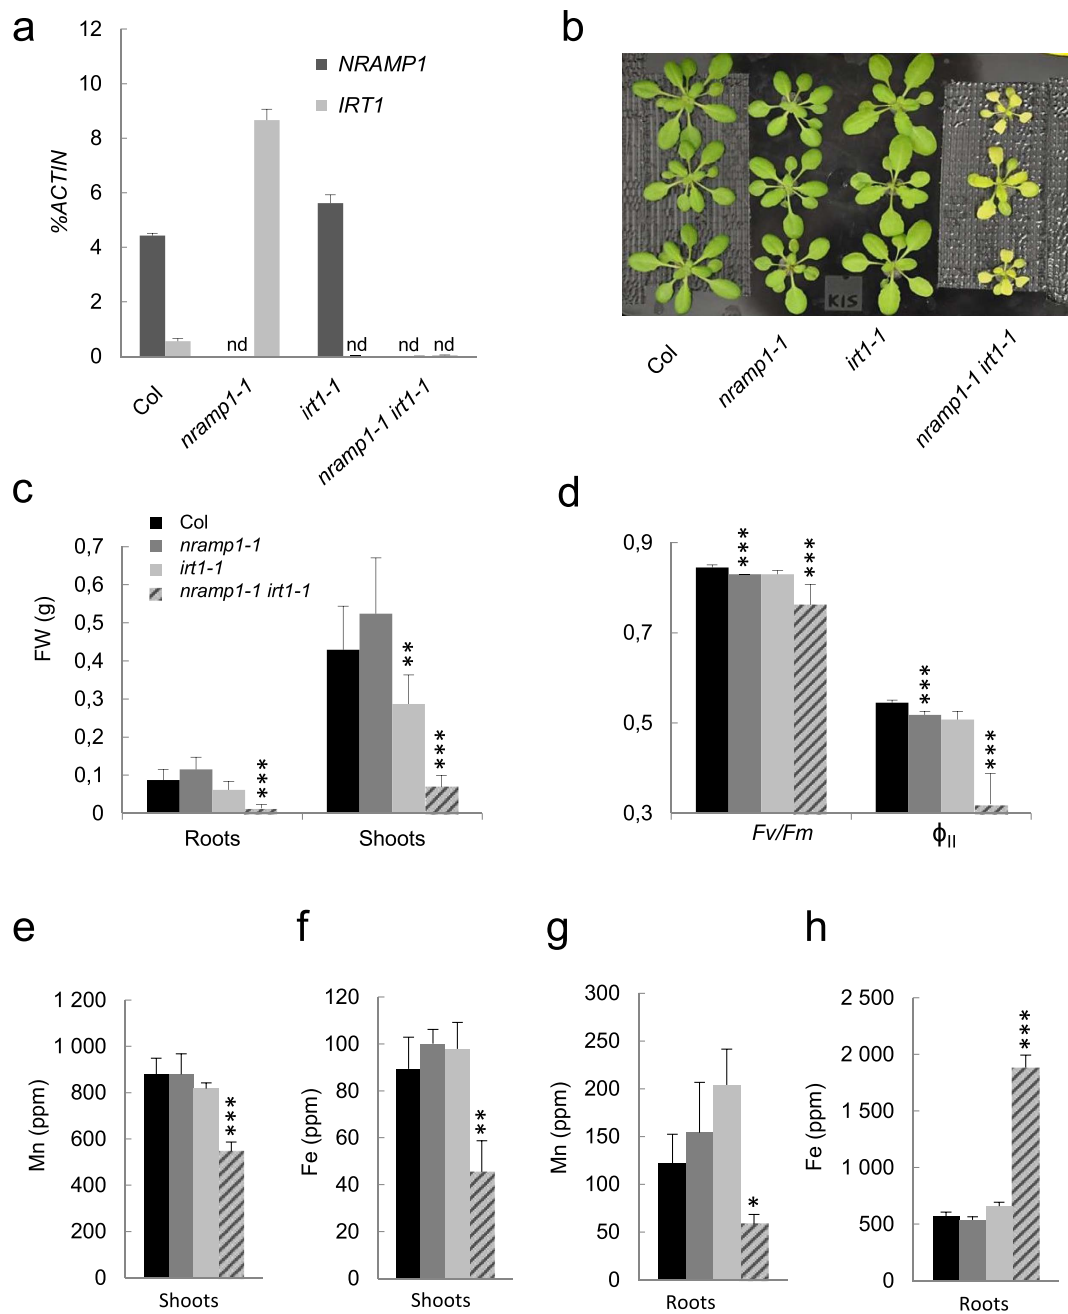 a
12
10
8
6
4
2
0
%ACTIN
NRAMP1
IRT1
nd
nd
nd
nd
Col
nramp1-1
irt1-1
nramp1-1 irt1-1
b
KIS
Col
nramp1-1
irt1-1
nramp1-1 irt1-1
c
Col
nramp1-1
irt1-1
nramp1-1 irt1-1
0,7
0,6
0,5
0,4
0,3
0,2
0,1
0
FW (g)
***
**
***
Roots
Shoots
d
0,9
0,7
0,5
0,3
***
***
***
***
Fv/Fm
ϕII
e
1 200
1 000
800
600
400
200
0
Mn (ppm)
***
Shoots
f
120
100
80
60
40
20
0
Fe (ppm)
**
Shoots
g
300
250
200
150
100
50
0
Mn (ppm)
*
Roots
h
2 500
2 000
1 500
1 000
500
0
Fe (ppm)
***
Roots